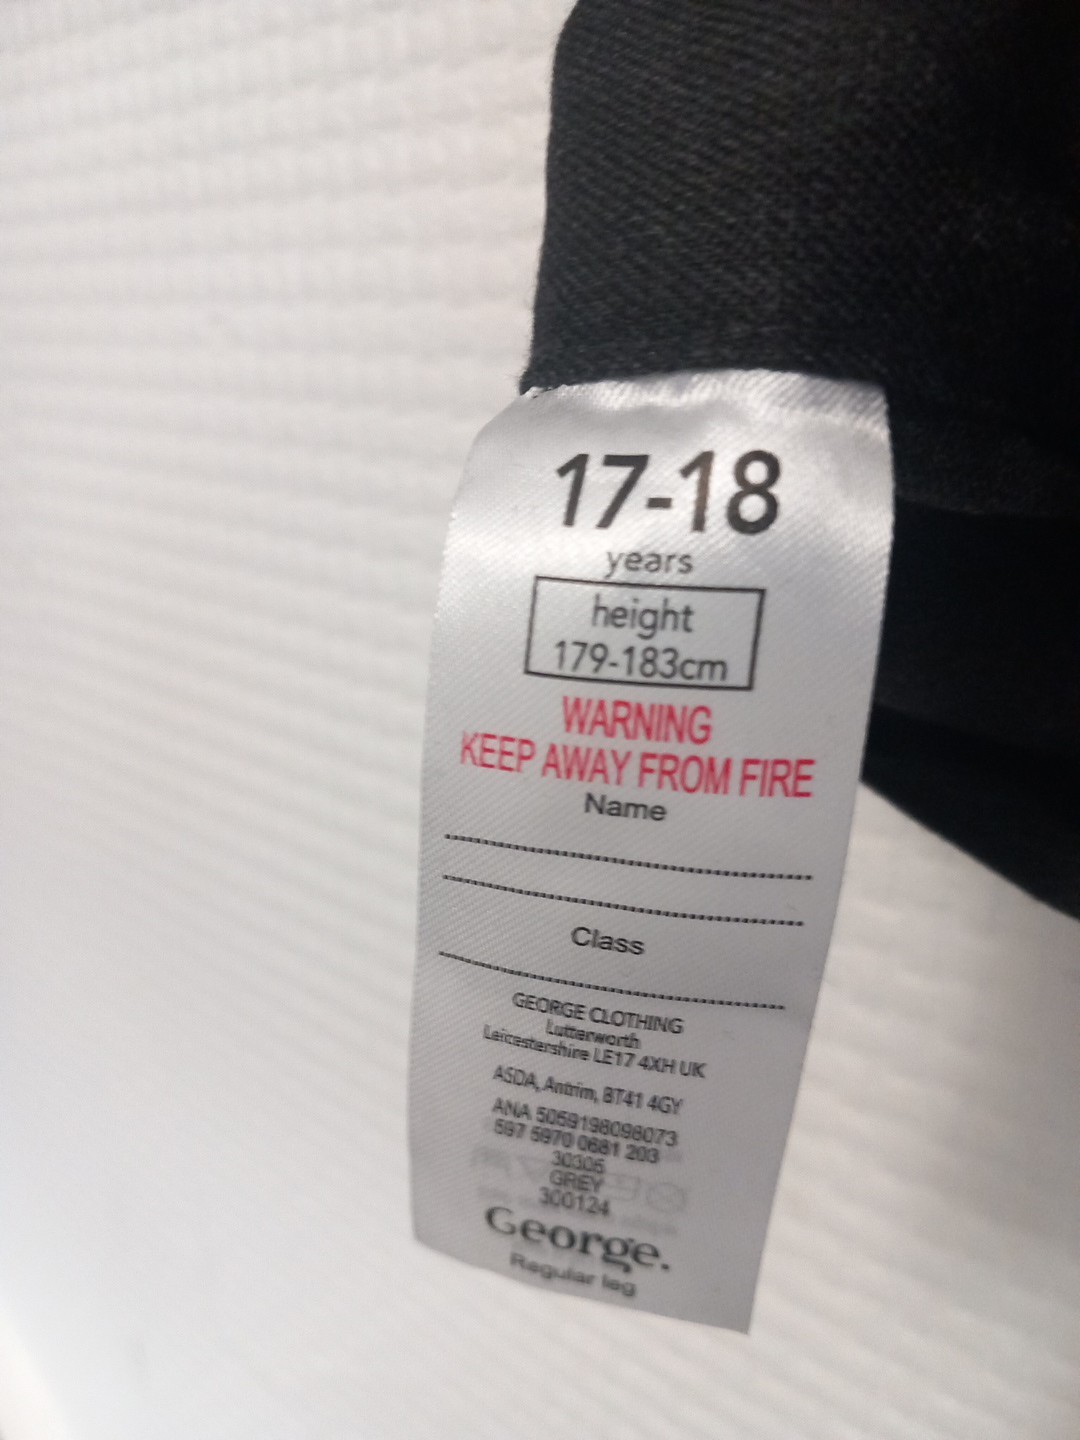 17-18
years
height
179-183cm
WARNING
KEEP AWAY FROM FIRE
Name
Class
GEORGE CLOTHING
Lutterworth
Leicestershire LE17 4XH UK
ASDA, Antrim, BT41 4GY
ANA 5059198098073
597 5970 0681 203
30305
GREY
300124
George.
Regular leg